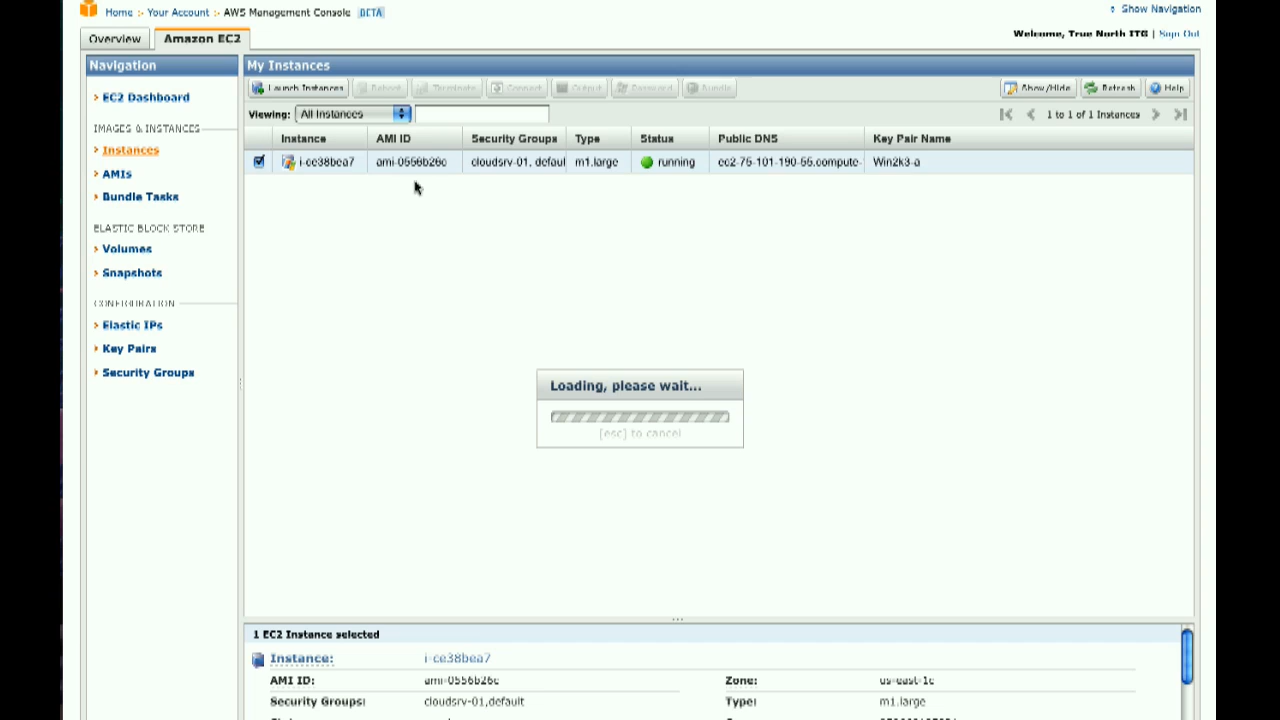 Home :- Your Account :- AWS Management Console BETA
Show Navigation
Overview
Amazon EC2
Welcome, True North ITG | Sign Out
Navigation
My Instances
Launch Instances
Reboot
Terminate
Connect
Output
Password
Bundle
Show/Hide
Refresh
Help
EC2 Dashboard
Viewing: All Instances
1 to 1 of 1 Instances
IMAGES & INSTANCES
Instance AMI ID Security Groups Type Status Public DNS Key Pair Name
Instances
i-ce38bea7 ami-0556b26c cloudsrv-01, defaul m1.large running ec2-75-101-190-55.compute- Win2k3-a
AMIs
Bundle Tasks
ELASTIC BLOCK STORE
Volumes
Snapshots
CONFIGURATION
Elastic IPs
Key Pairs
Security Groups
Loading, please wait...
[esc] to cancel
1 EC2 Instance selected
Instance: i-ce38bea7
AMI ID: ami-0556b26c Zone: us-east-1c
Security Groups: cloudsrv-01,default Type: m1.large